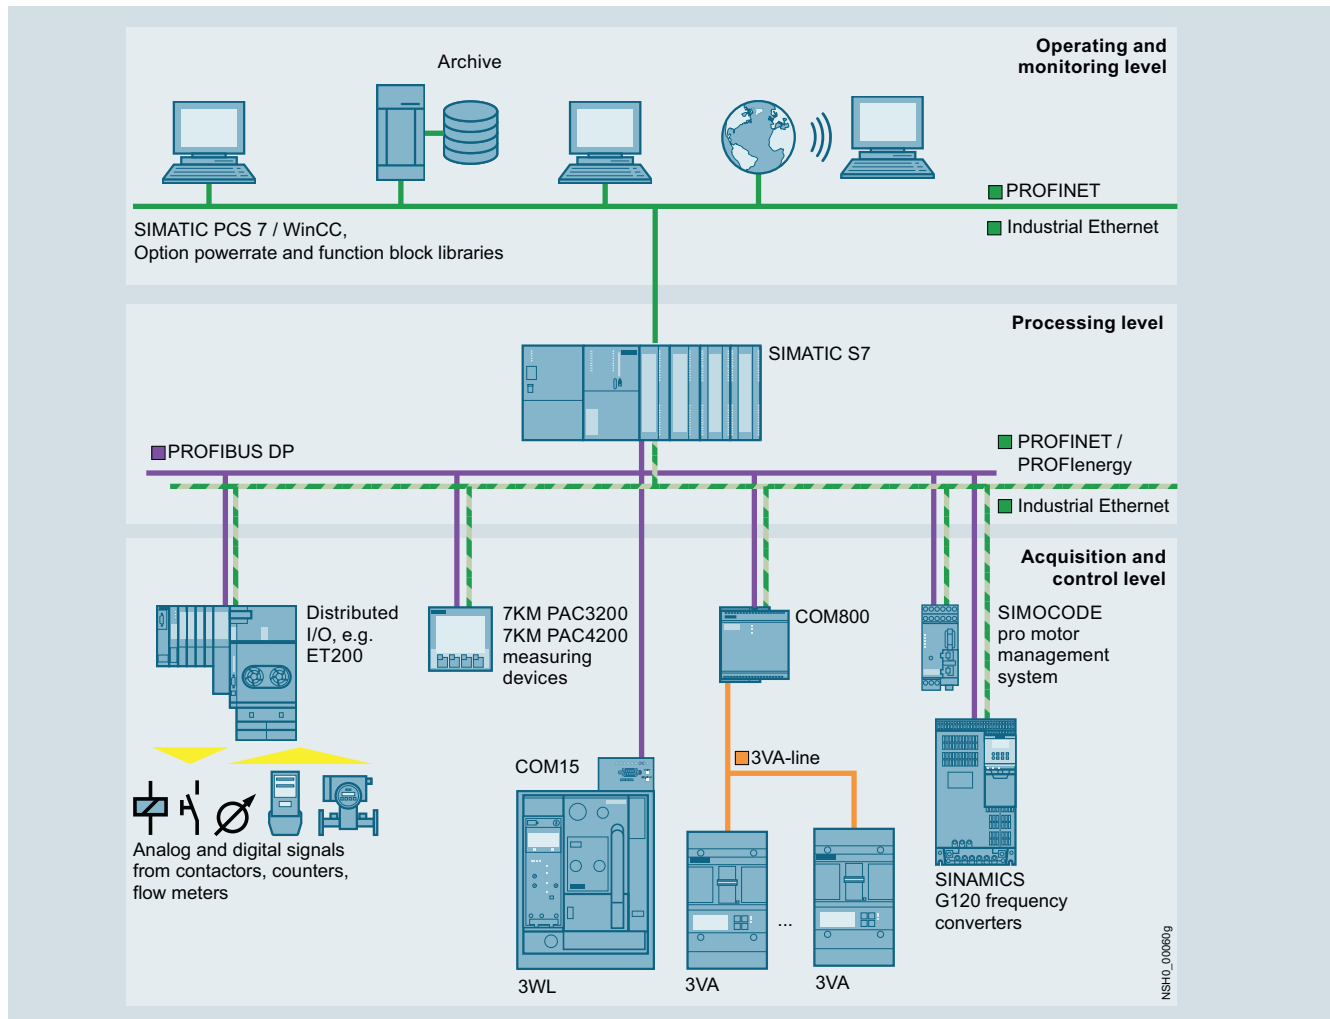 Operating and
monitoring level
Archive
PROFINET
SIMATIC PCS 7 / WinCC,
Option powerrate and function block libraries
Industrial Ethernet
Processing level
SIMATIC S7
PROFIBUS DP
PROFINET /
PROFIenergy
Industrial Ethernet
Acquisition and
control level
Distributed
I/O, e.g.
ET200
7KM PAC3200
7KM PAC4200
measuring
devices
COM800
SIMOCODE
pro motor
management
system
COM15
3VA-line
Analog and digital signals
from contactors, counters,
flow meters
SINAMICS
G120 frequency
converters
...
3WL
3VA
3VA
NSH0_00060g